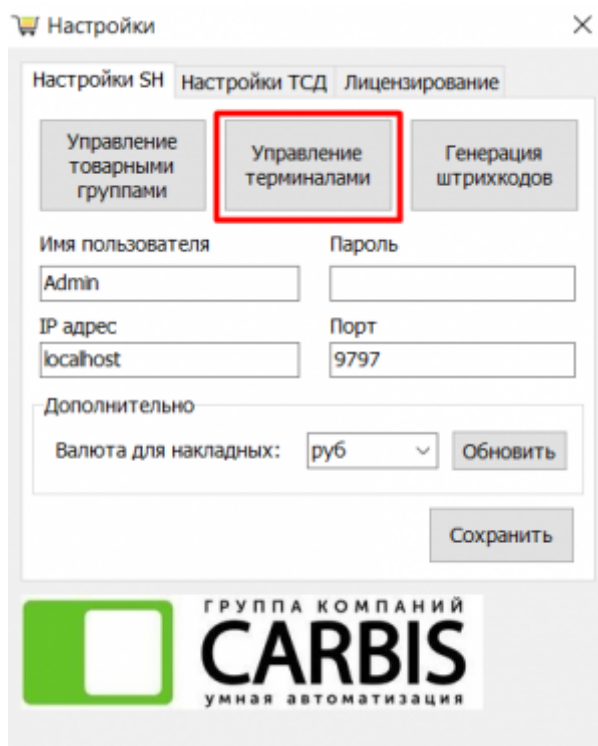 Настройки
Настройки SH Настройки ТСД Лицензирование
Управление
товарными
группами
Управление
терминалами
Генерация
штрихкодов
Имя пользователя Пароль
Admin
IP адрес Порт
localhost 9797
Дополнительно
Валюта для накладных: руб Обновить
Сохранить
ГРУППА КОМПАНИЙ
CARBIS
умная автоматизация